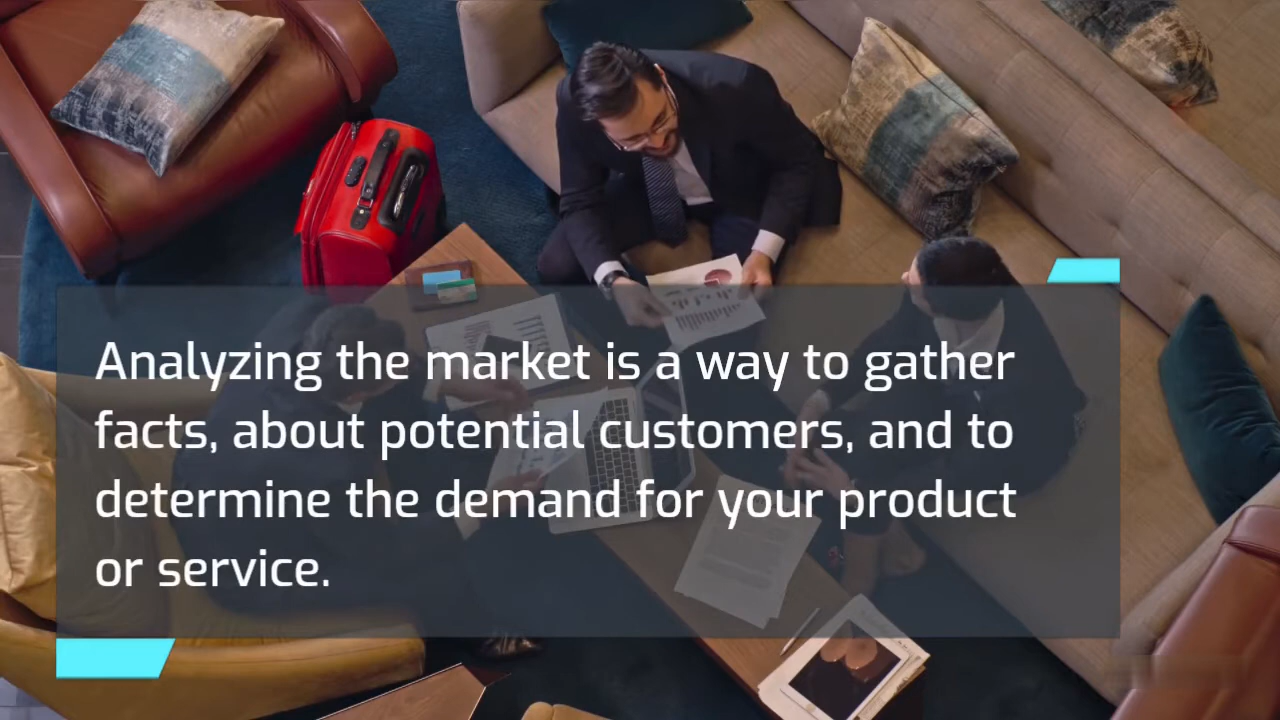 Analyzing the market is a way to gather
facts, about potential customers, and to
determine the demand for your product
or service.